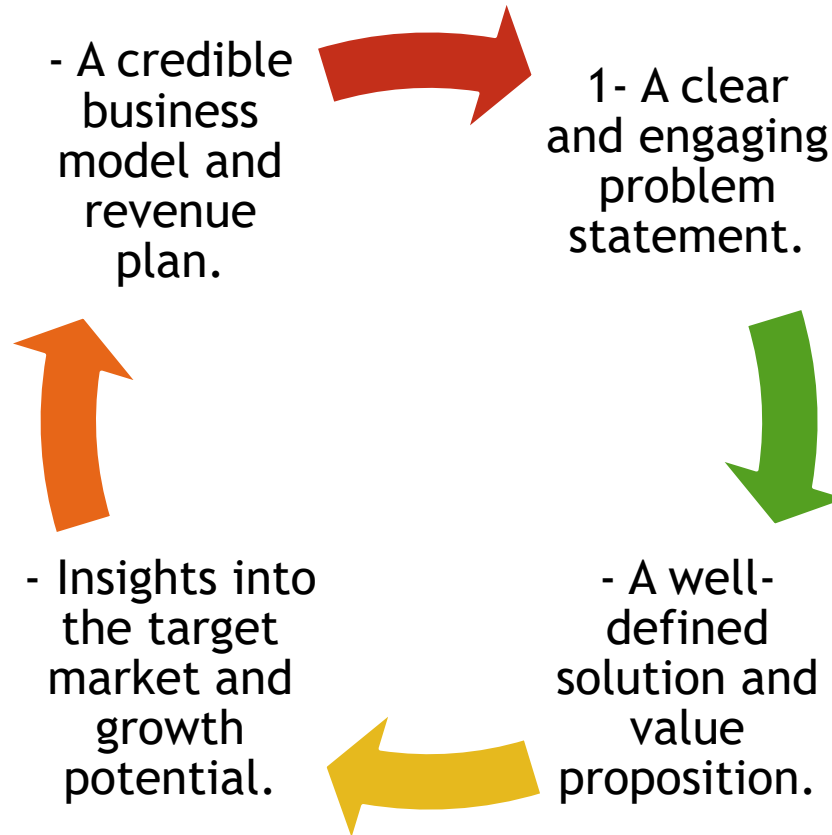 - A credible
business
model and
revenue
plan.
1- A clear
and engaging
problem
statement.
- Insights into
the target
market and
growth
potential.
- A well-
defined
solution and
value
proposition.